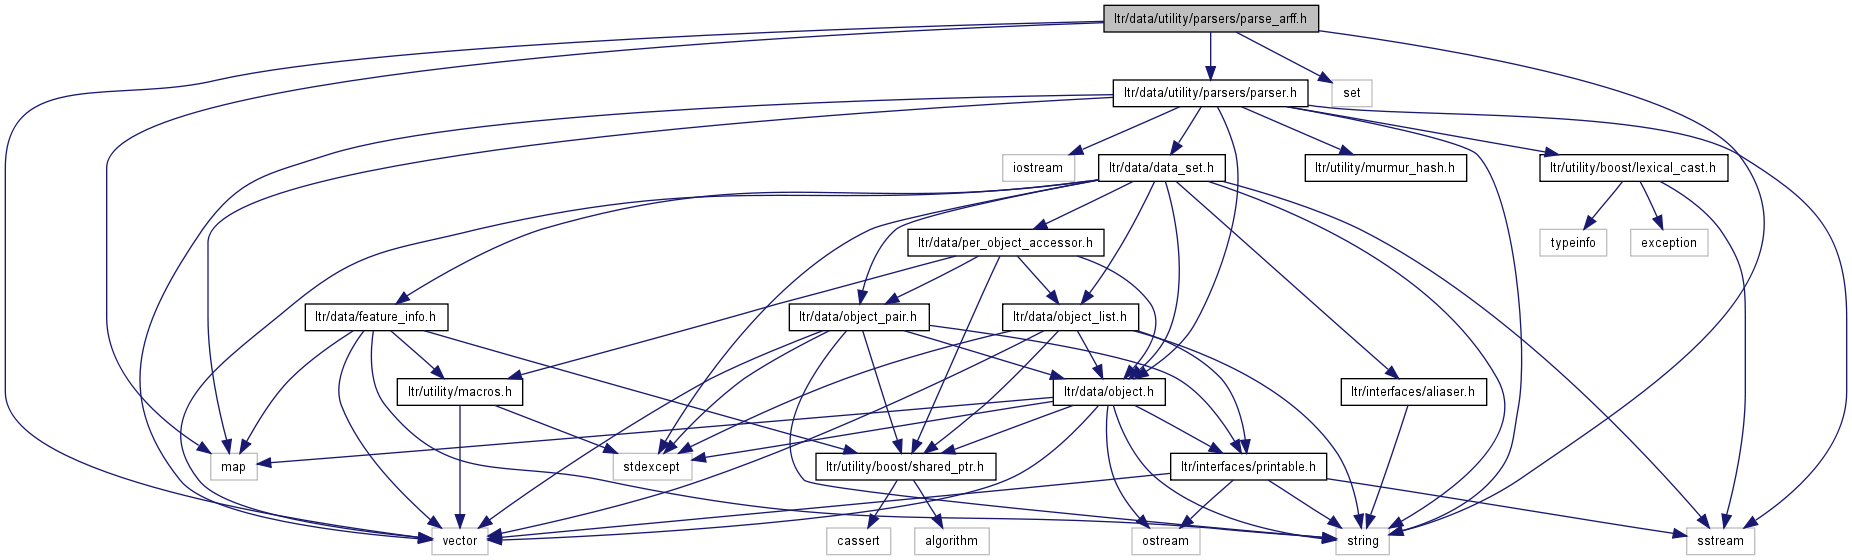 ltr/data/utility/parsers/parse_arff.h
ltr/data/utility/parsers/parser.h
set
iostream
ltr/data/data_set.h
ltr/utility/murmur_hash.h
ltr/utility/boost/lexical_cast.h
ltr/data/per_object_accessor.h
typeinfo
exception
ltr/data/feature_info.h
ltr/data/object_pair.h
ltr/data/object_list.h
ltr/utility/macros.h
ltr/data/object.h
ltr/interfaces/aliaser.h
map
stdexcept
ltr/utility/boost/shared_ptr.h
ltr/interfaces/printable.h
vector
cassert
algorithm
ostream
string
sstream